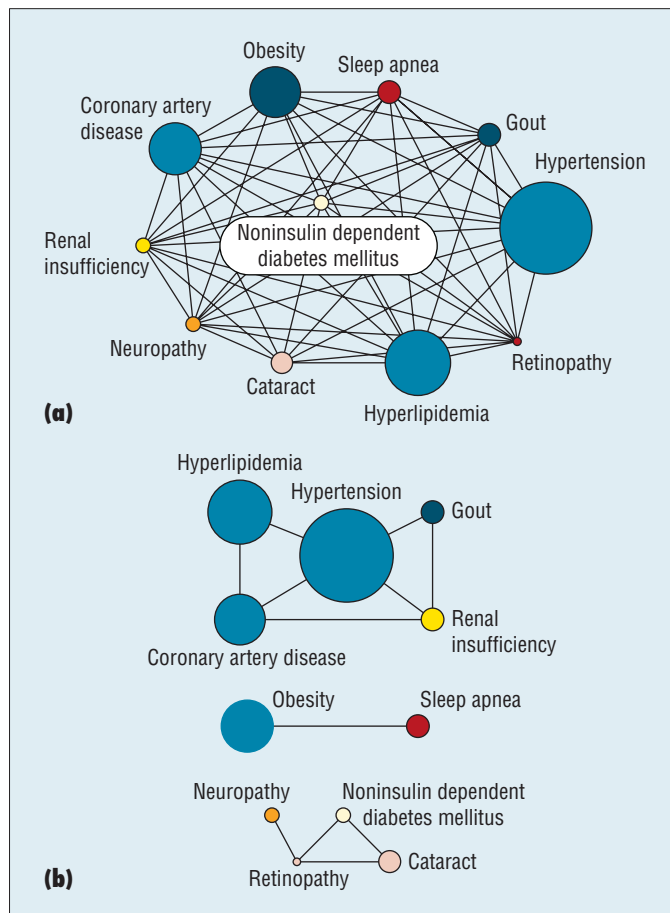 Obesity
Sleep apnea
Coronary artery
disease
Gout
Hypertension
Noninsulin dependent
diabetes mellitus
Renal
insufficiency
Neuropathy
Cataract
Retinopathy
Hyperlipidemia
(a)
Hyperlipidemia
Hypertension
Gout
Renal
insufficiency
Coronary artery disease
Obesity
Sleep apnea
Neuropathy
Noninsulin dependent
diabetes mellitus
Cataract
Retinopathy
(b)